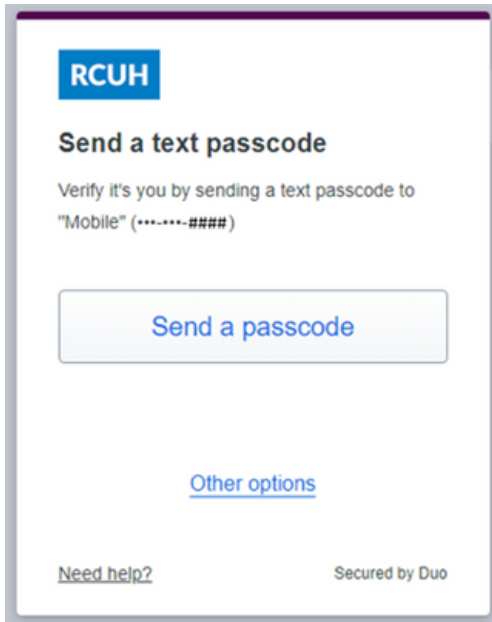 RCUH
Send a text passcode
Verify it's you by sending a text passcode to
"Mobile" (•••-•••-####)
Send a passcode
Other options
Need help?
Secured by Duo